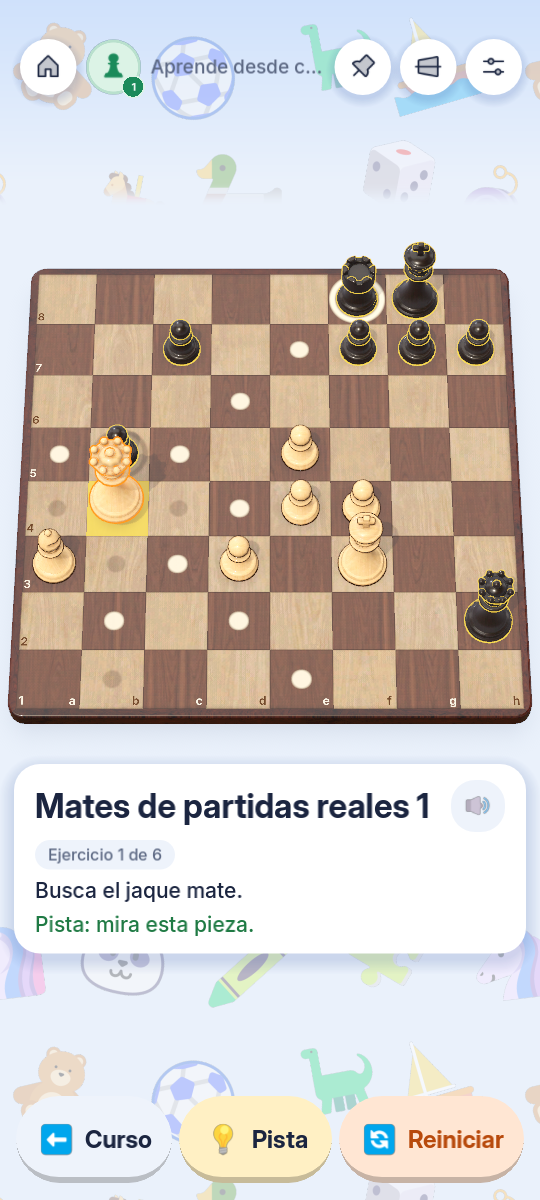 1
Aprende desde c...
8
7
6
5
4
3
2
1 a b c d e f g h
Mates de partidas reales 1
Ejercicio 1 de 6
Busca el jaque mate.
Pista: mira esta pieza.
Curso
Pista
Reiniciar